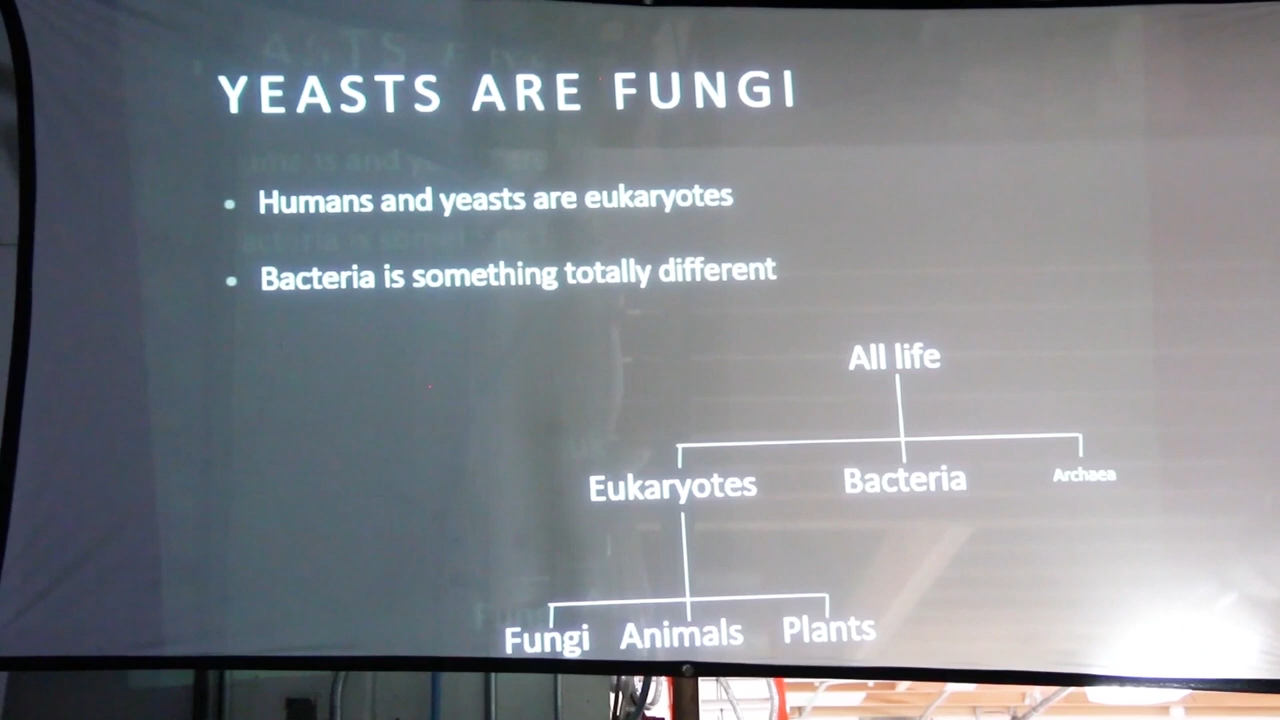 YEASTS ARE FUNGI
• Humans and yeasts are eukaryotes
• Bacteria is something totally different
All life
Eukaryotes Bacteria Archaea
Fungi Animals Plants